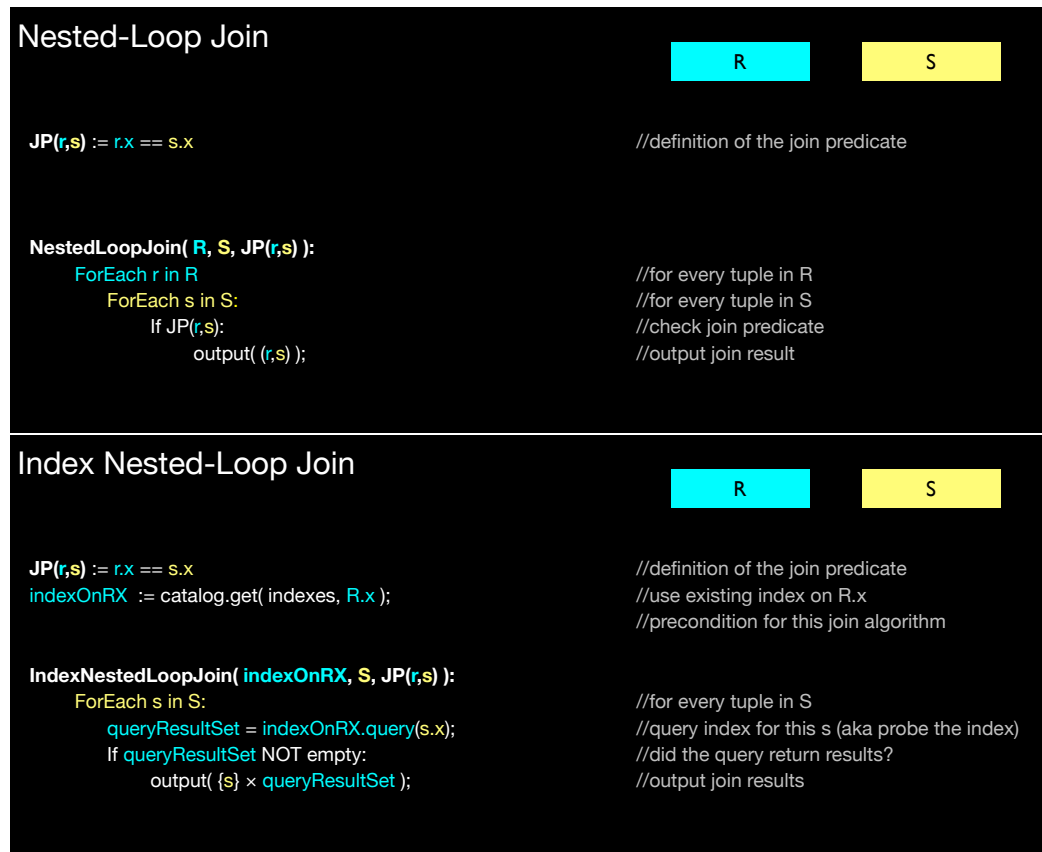 Nested-Loop Join
R
S
JP(r,s) := r.x == s.x
//definition of the join predicate
NestedLoopJoin( R, S, JP(r,s) ):
ForEach r in R
//for every tuple in R
ForEach s in S:
//for every tuple in S
If JP(r,s):
//check join predicate
output( (r,s) );
//output join result
Index Nested-Loop Join
R
S
JP(r,s) := r.x == s.x
//definition of the join predicate
indexOnRX := catalog.get( indexes, R.x );
//use existing index on R.x
//precondition for this join algorithm
IndexNestedLoopJoin( indexOnRX, S, JP(r,s) ):
ForEach s in S:
//for every tuple in S
queryResultSet = indexOnRX.query(s.x);
//query index for this s (aka probe the index)
If queryResultSet NOT empty:
//did the query return results?
output( {s} × queryResultSet );
//output join results